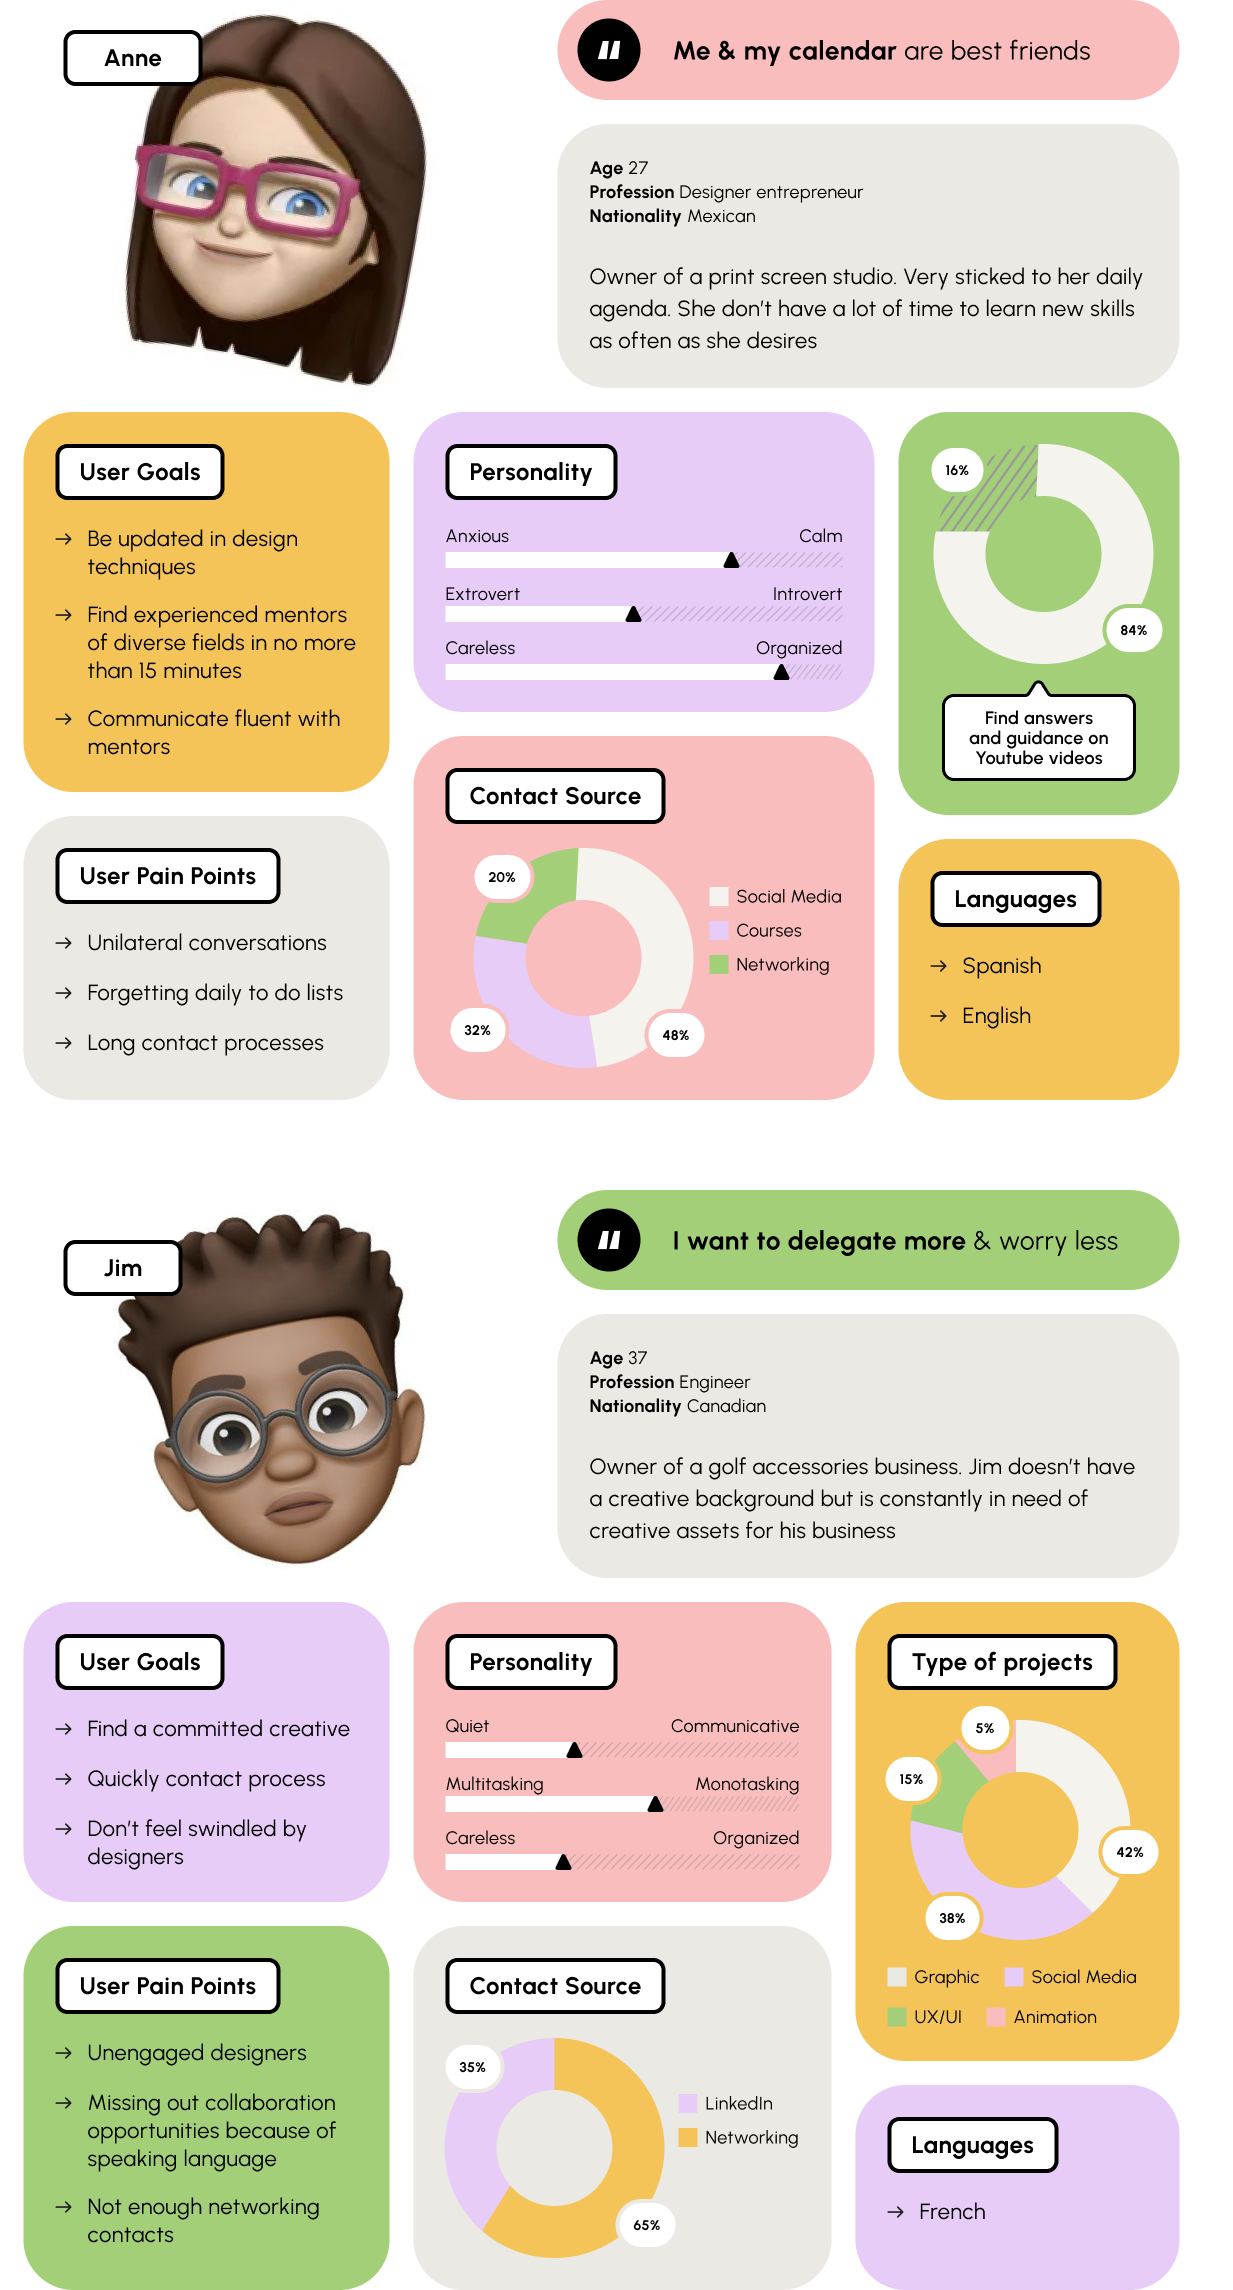 Anne
Me & my calendar are best friends
Age 27
Profession Designer entrepreneur
Nationality Mexican
Owner of a print screen studio. Very sticked to her daily
agenda. She don't have a lot of time to learn new skills
as often as she desires
User Goals
→ Be updated in design
techniques
→ Find experienced mentors
of diverse fields in no more
than 15 minutes
→ Communicate fluent with
mentors
Personality
Anxious Calm
Extrovert Introvert
Careless Organized
16%
84%
Find answers
and guidance on
Youtube videos
User Pain Points
→ Unilateral conversations
→ Forgetting daily to do lists
→ Long contact processes
Contact Source
20%
32%
48%
Social Media
Courses
Networking
Languages
→ Spanish
→ English
Jim
I want to delegate more & worry less
Age 37
Profession Engineer
Nationality Canadian
Owner of a golf accessories business. Jim doesn't have
a creative background but is constantly in need of
creative assets for his business
User Goals
→ Find a committed creative
→ Quickly contact process
→ Don't feel swindled by
designers
Personality
Quiet Communicative
Multitasking Monotasking
Careless Organized
Type of projects
5%
15%
42%
38%
Graphic Social Media
UX/UI Animation
User Pain Points
→ Unengaged designers
→ Missing out collaboration
opportunities because of
speaking language
→ Not enough networking
contacts
Contact Source
35%
65%
LinkedIn
Networking
Languages
→ French